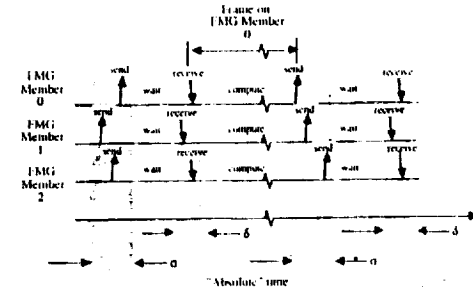 Frame on
FMG Member
0
FMG
Member
0
send
wait
receive
compute
send
wait
receive
FMG
Member
1
send
wait
receive
compute
send
wait
receive
FMG
Member
2
send
wait
receive
compute
send
wait
receive
δ
δ
α
α
"Absolute" time